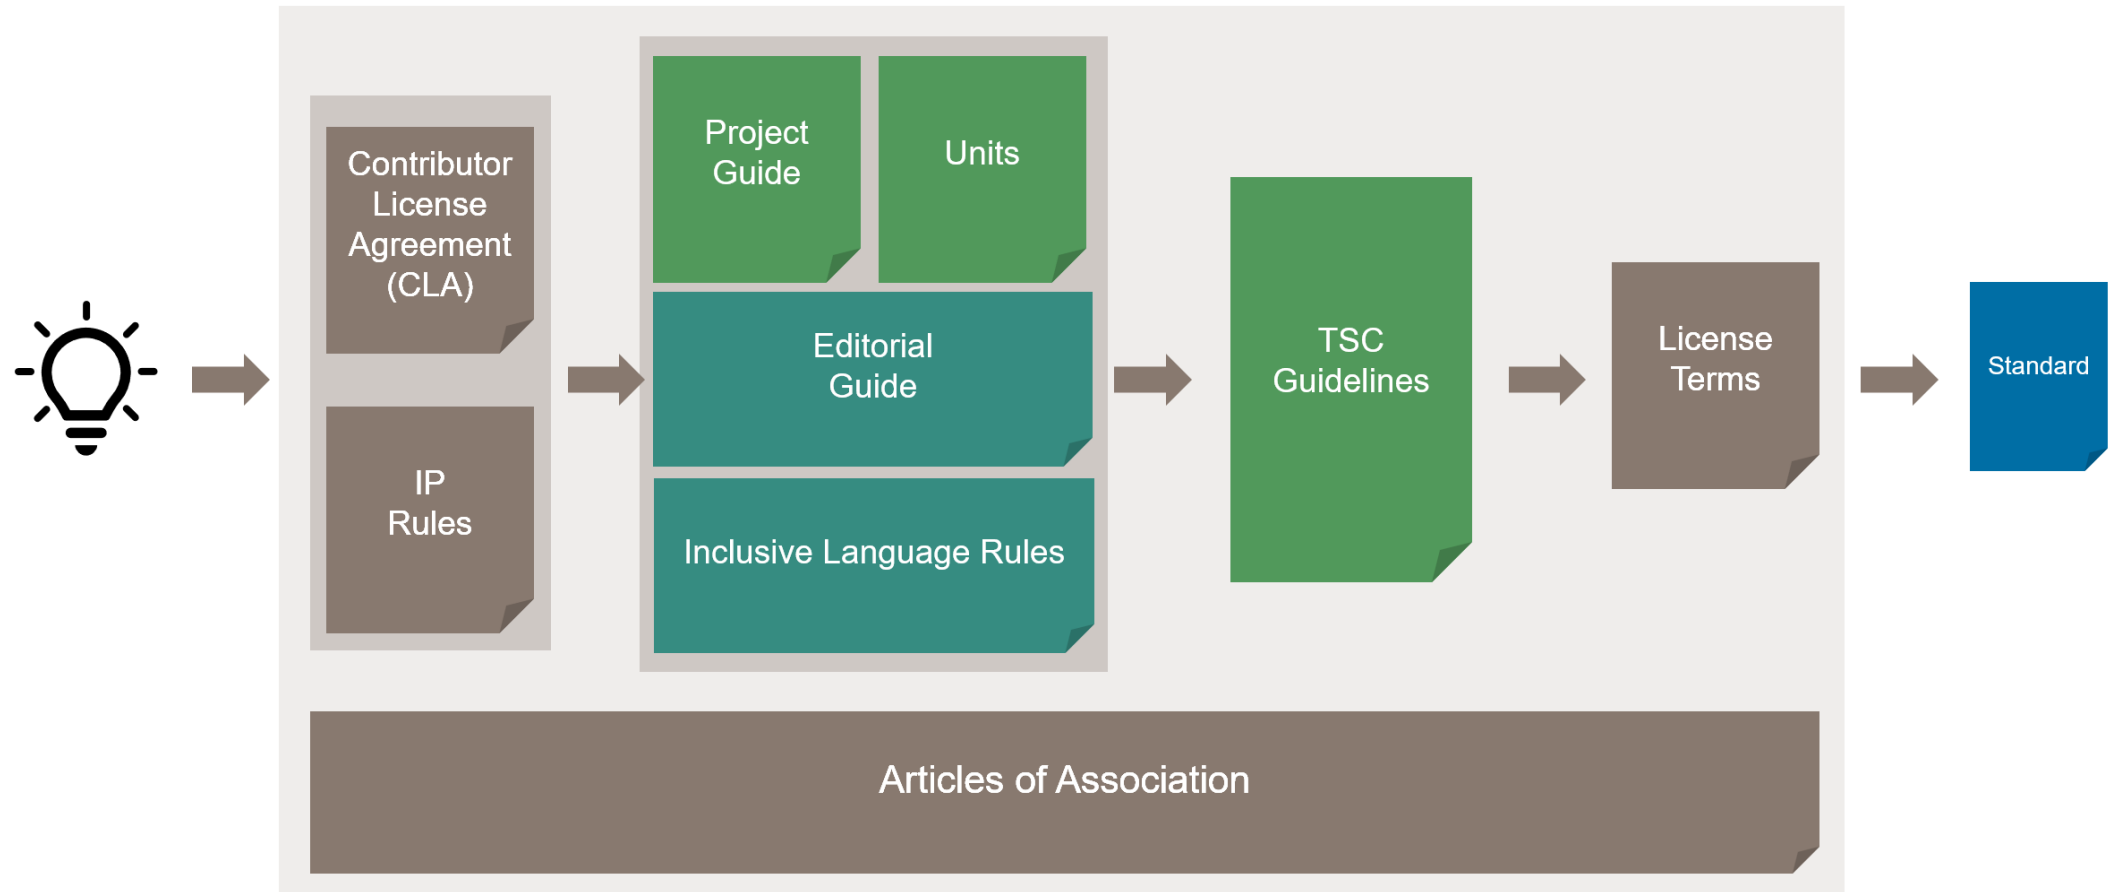 Contributor
License
Agreement
(CLA)
IP
Rules
Project
Guide
Units
Editorial
Guide
Inclusive Language Rules
TSC
Guidelines
License
Terms
Standard
Articles of Association